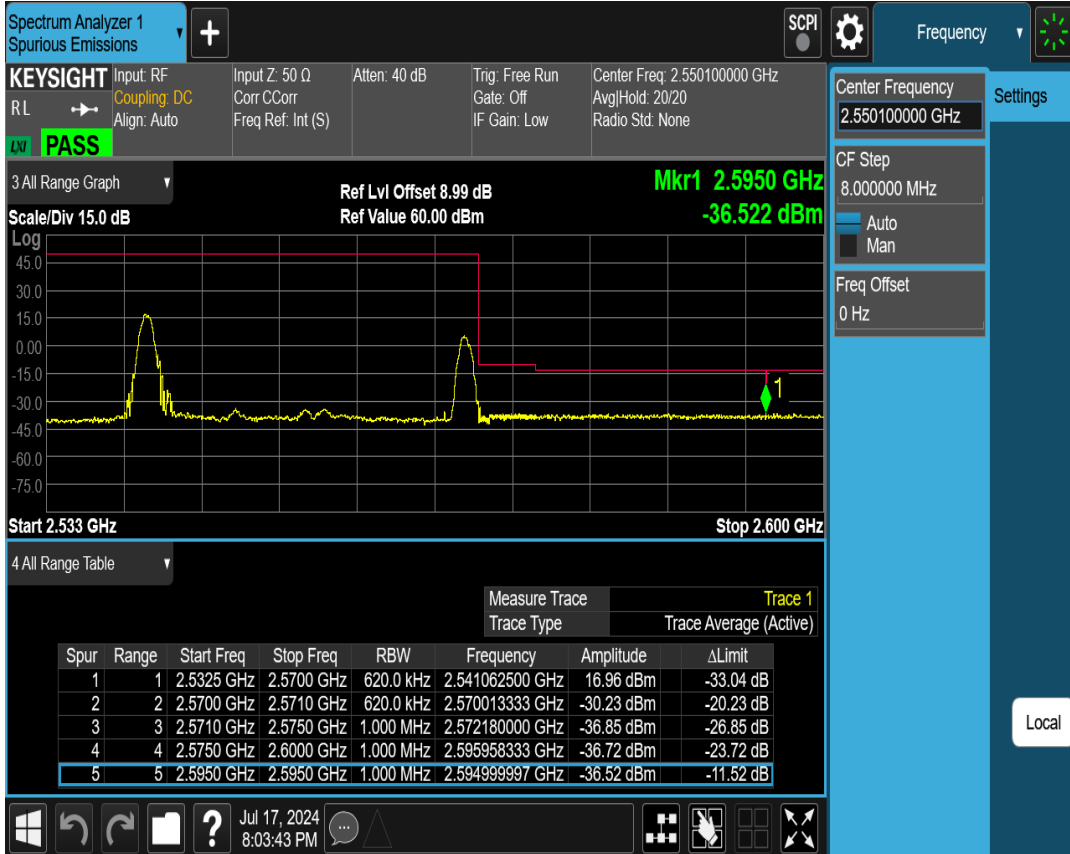 Spectrum Analyzer 1
Spurious Emissions
+
SCPI
Frequency
KEYSIGHT
RL
LXI
PASS
Input: RF
Coupling: DC
Align: Auto
Input Z: 50 Ω
Corr CCorr
Freq Ref: Int (S)
Atten: 40 dB
Trig: Free Run
Gate: Off
IF Gain: Low
Center Freq: 2.550100000 GHz
Avg|Hold: 20/20
Radio Std: None
Center Frequency
2.550100000 GHz
Settings
CF Step
8.000000 MHz
Auto
Man
Freq Offset
0 Hz
Local
3 All Range Graph
Scale/Div 15.0 dB
Ref Lvl Offset 8.99 dB
Ref Value 60.00 dBm
Mkr1 2.5950 GHz
-36.522 dBm
Log
45.0
30.0
15.0
0.00
-15.0
-30.0
-45.0
-60.0
-75.0
1
Start 2.533 GHz Stop 2.600 GHz
4 All Range Table
Measure Trace Trace 1
Trace Type Trace Average (Active)
Spur Range Start Freq Stop Freq RBW Frequency Amplitude ΔLimit
1 1 2.5325 GHz 2.5700 GHz 620.0 kHz 2.541062500 GHz 16.96 dBm -33.04 dB
2 2 2.5700 GHz 2.5710 GHz 620.0 kHz 2.570013333 GHz -30.23 dBm -20.23 dB
3 3 2.5710 GHz 2.5750 GHz 1.000 MHz 2.572180000 GHz -36.85 dBm -26.85 dB
4 4 2.5750 GHz 2.6000 GHz 1.000 MHz 2.595958333 GHz -36.72 dBm -23.72 dB
5 5 2.5950 GHz 2.5950 GHz 1.000 MHz 2.594999997 GHz -36.52 dBm -11.52 dB
?
Jul 17, 2024
8:03:43 PM